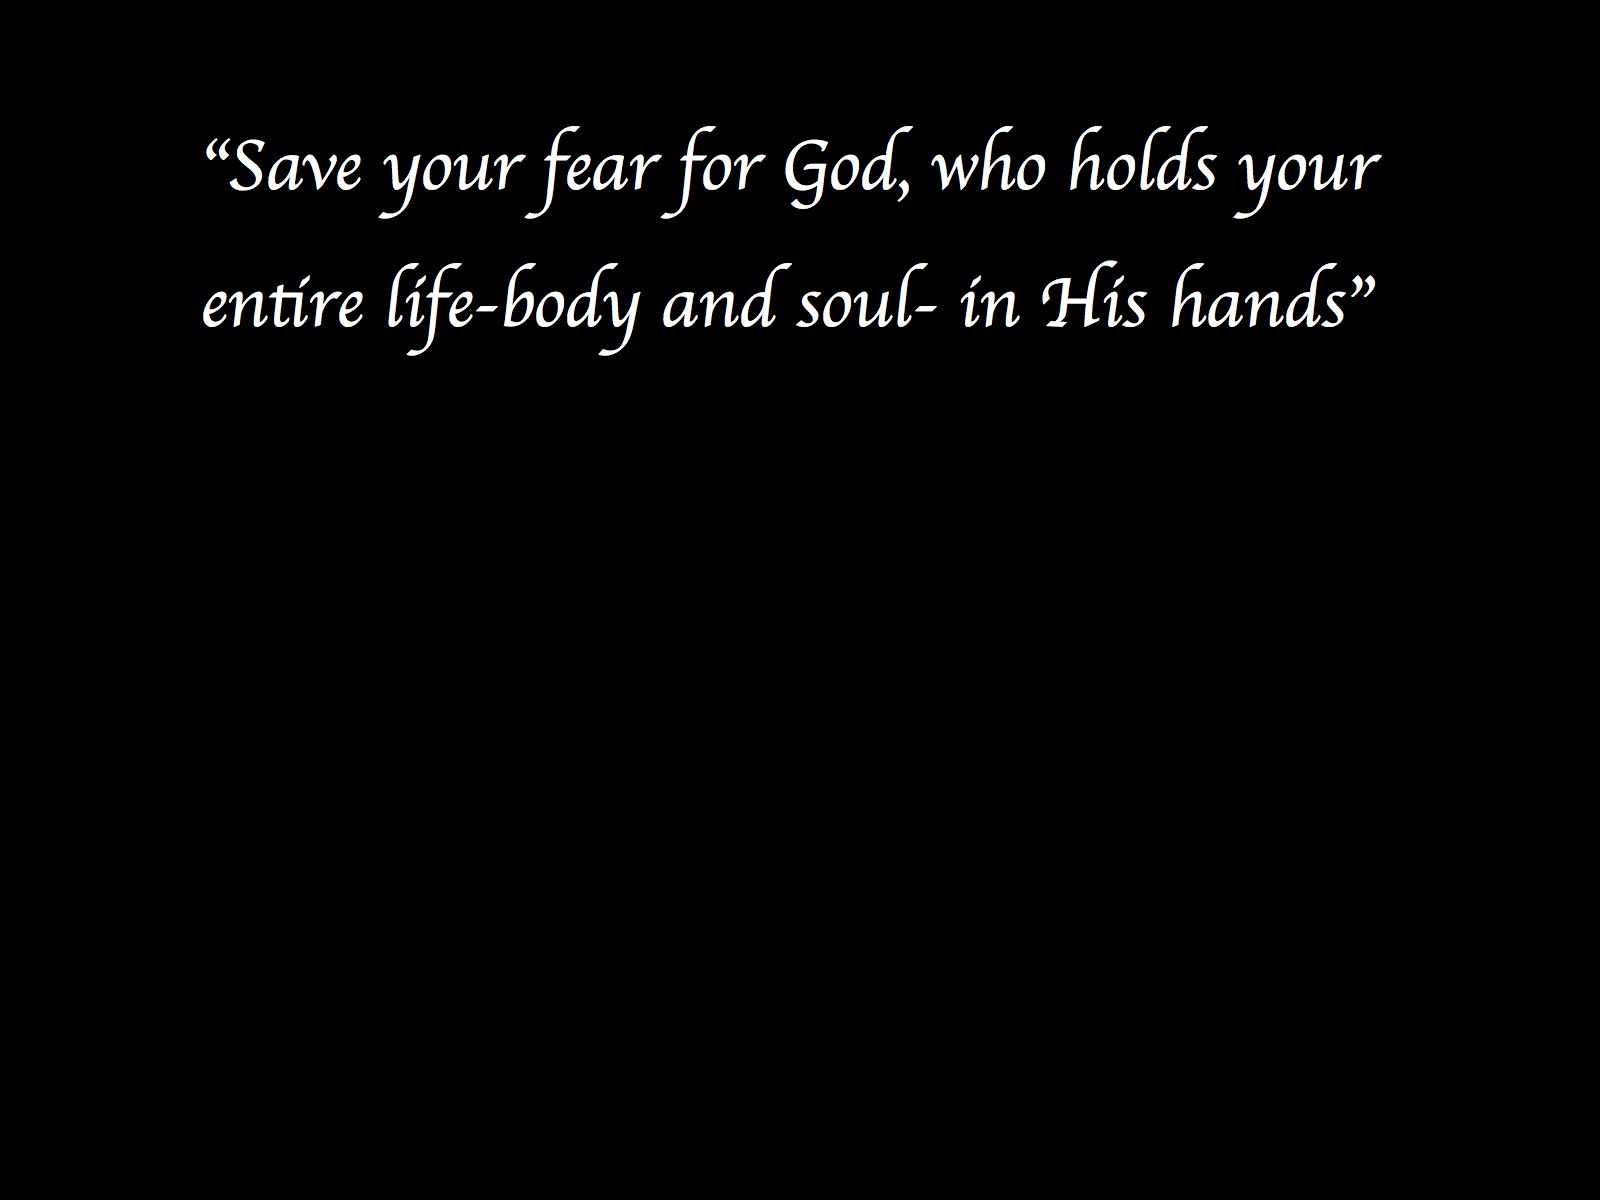 “Save your fear for God, who holds your
entire life-body and soul- in His hands”